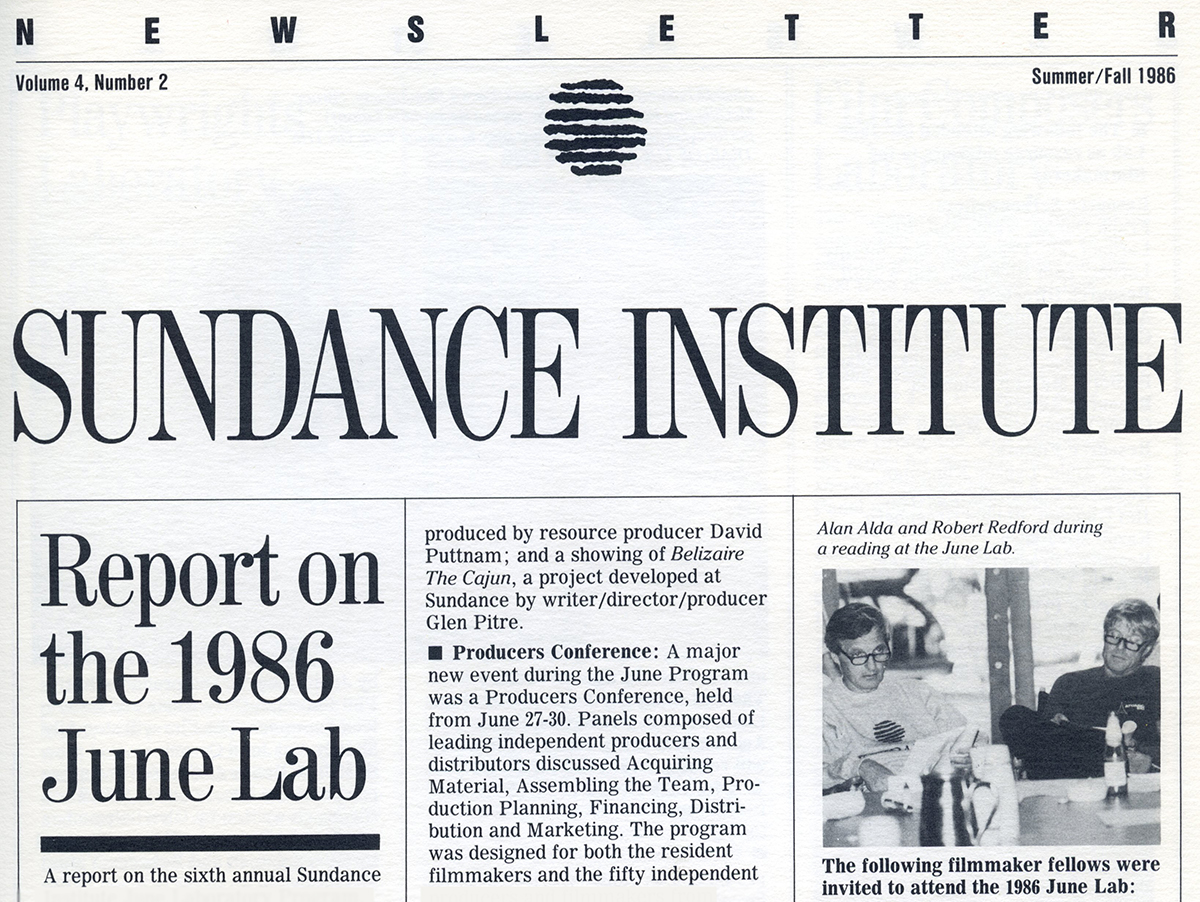 NEWSLETTER
Volume 4, Number 2
Summer/Fall 1986
SUNDANCE INSTITUTE
Report on
the 1986
June Lab
A report on the sixth annual Sundance
produced by resource producer David
Puttnam; and a showing of Belizaire
The Cajun, a project developed at
Sundance by writer/director/producer
Glen Pitre.
■ Producers Conference: A major
new event during the June Program
was a Producers Conference, held
from June 27-30. Panels composed of
leading independent producers and
distributors discussed Acquiring
Material, Assembling the Team, Pro-
duction Planning, Financing, Distri-
bution and Marketing. The program
was designed for both the resident
filmmakers and the fifty independent
Alan Alda and Robert Redford during
a reading at the June Lab.
The following filmmaker fellows were
invited to attend the 1986 June Lab: